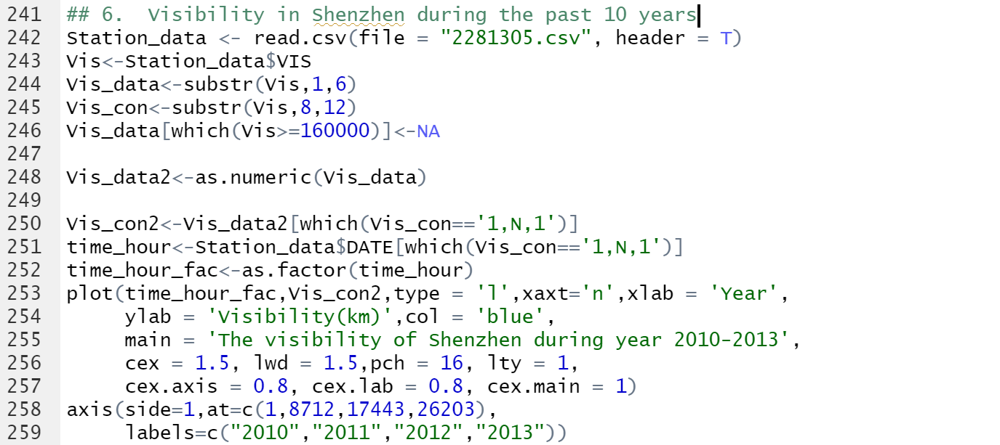 241 ## 6.  Visibility in Shenzhen during the past 10 years
242 Station_data <- read.csv(file = "2281305.csv", header = T)
243 Vis<-Station_data$VIS
244 Vis_data<-substr(Vis,1,6)
245 Vis_con<-substr(Vis,8,12)
246 Vis_data[which(Vis>=160000)]<-NA
247
248 Vis_data2<-as.numeric(Vis_data)
249
250 Vis_con2<-Vis_data2[which(Vis_con=='1,N,1')]
251 time_hour<-Station_data$DATE[which(Vis_con=='1,N,1')]
252 time_hour_fac<-as.factor(time_hour)
253 plot(time_hour_fac,Vis_con2,type = 'l',xaxt='n',xlab = 'Year',
254      ylab = 'Visibility(km)',col = 'blue',
255      main = 'The visibility of Shenzhen during year 2010-2013',
256      cex = 1.5, lwd = 1.5,pch = 16, lty = 1,
257      cex.axis = 0.8, cex.lab = 0.8, cex.main = 1)
258 axis(side=1,at=c(1,8712,17443,26203),
259      labels=c("2010","2011","2012","2013"))